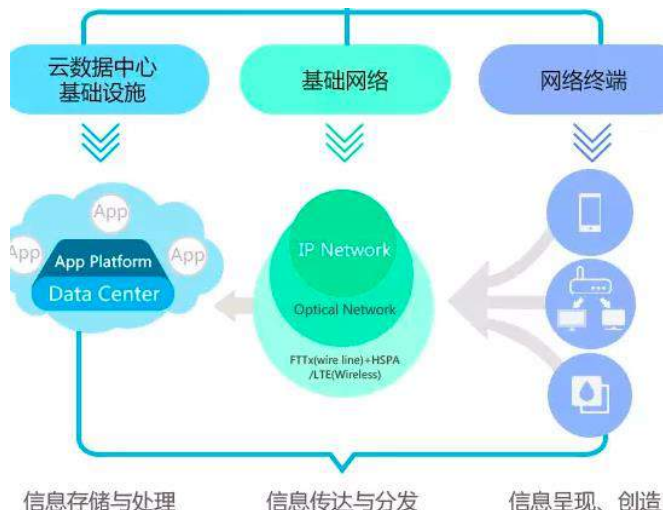 云数据中心
基础设施
基础网络
网络终端
App
App
App
App Platform
Data Center
IP Network
Optical Network
FTTx(wire line)+HSPA
/LTE(Wireless)
信息存储与处理
信息传达与分发
信息呈现、创造